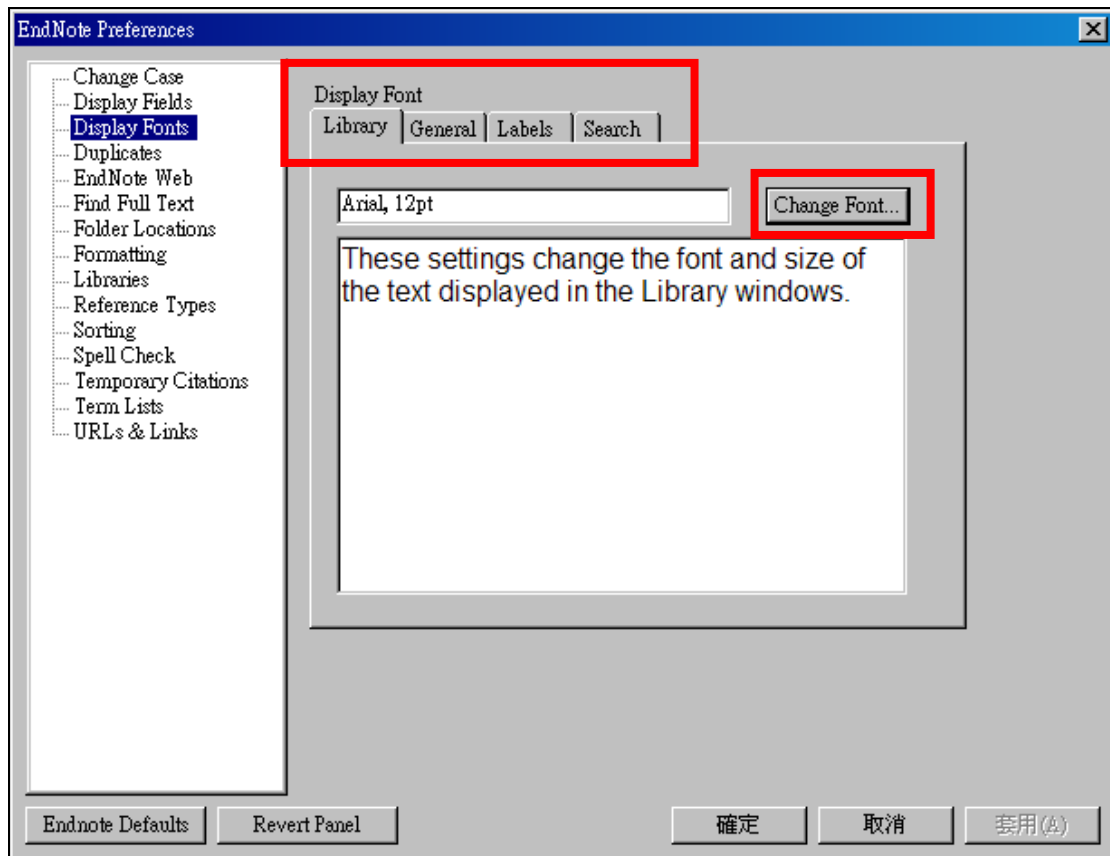 EndNote Preferences
Change Case
Display Fields
Display Fonts
Duplicates
EndNote Web
Find Full Text
Folder Locations
Formatting
Libraries
Reference Types
Sorting
Spell Check
Temporary Citations
Term Lists
URLs & Links
Display Font
Library General Labels Search
Arial, 12pt Change Font...
These settings change the font and size of
the text displayed in the Library windows.
Endnote Defaults Revert Panel 確定 取消 套用(A)